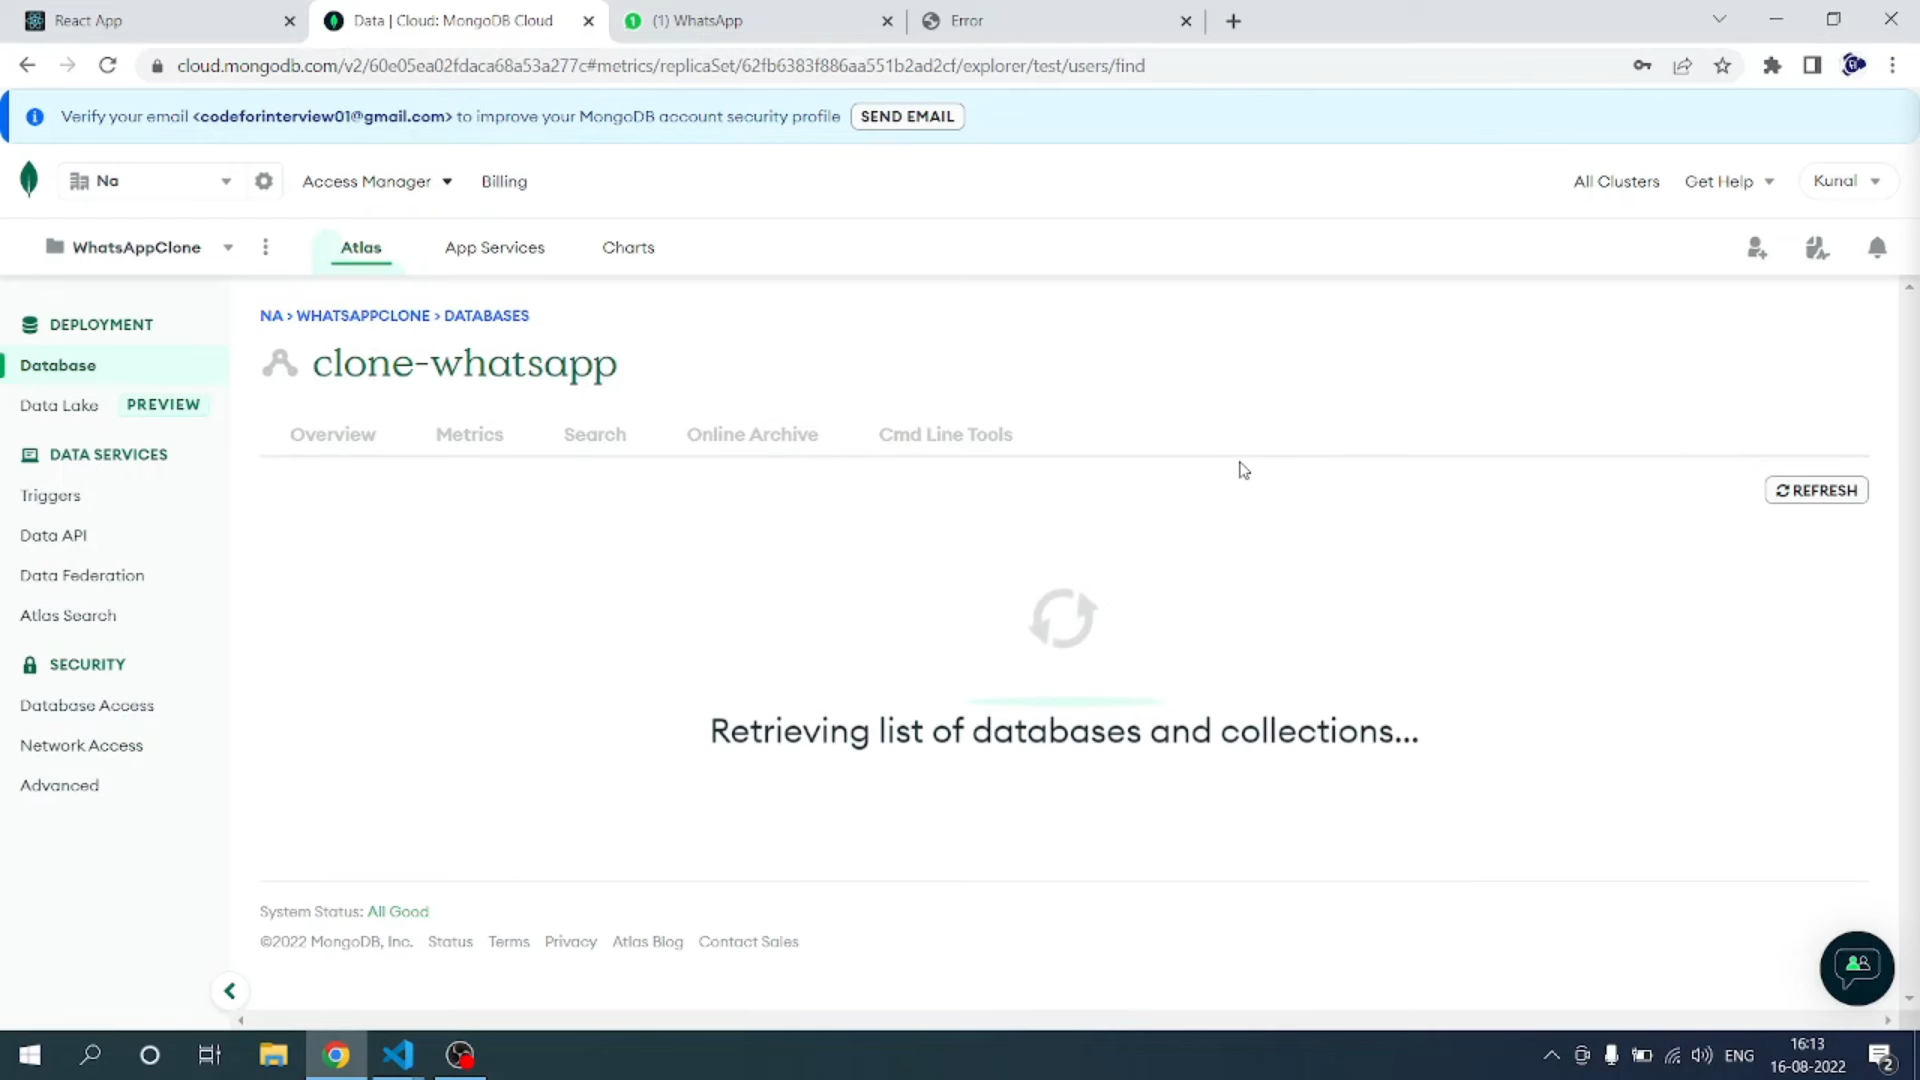 React App
Data | Cloud: MongoDB Cloud
(1) WhatsApp
Error
cloud.mongodb.com/v2/60e05ea02fdaca68a53a277c#metrics/replicaSet/62fb6383f886aa551b2ad2cf/explorer/test/users/find
Verify your email <codeforinterview01@gmail.com> to improve your MongoDB account security profile SEND EMAIL
Na
Access Manager
Billing
All Clusters
Get Help
Kunal
WhatsAppClone
Atlas
App Services
Charts
DEPLOYMENT
Database
Data Lake PREVIEW
DATA SERVICES
Triggers
Data API
Data Federation
Atlas Search
SECURITY
Database Access
Network Access
Advanced
NA > WHATSAPPCLONE > DATABASES
clone-whatsapp
Overview
Metrics
Search
Online Archive
Cmd Line Tools
REFRESH
Retrieving list of databases and collections...
System Status: All Good
©2022 MongoDB, Inc. Status Terms Privacy Atlas Blog Contact Sales
ENG
16:13
16-08-2022
2